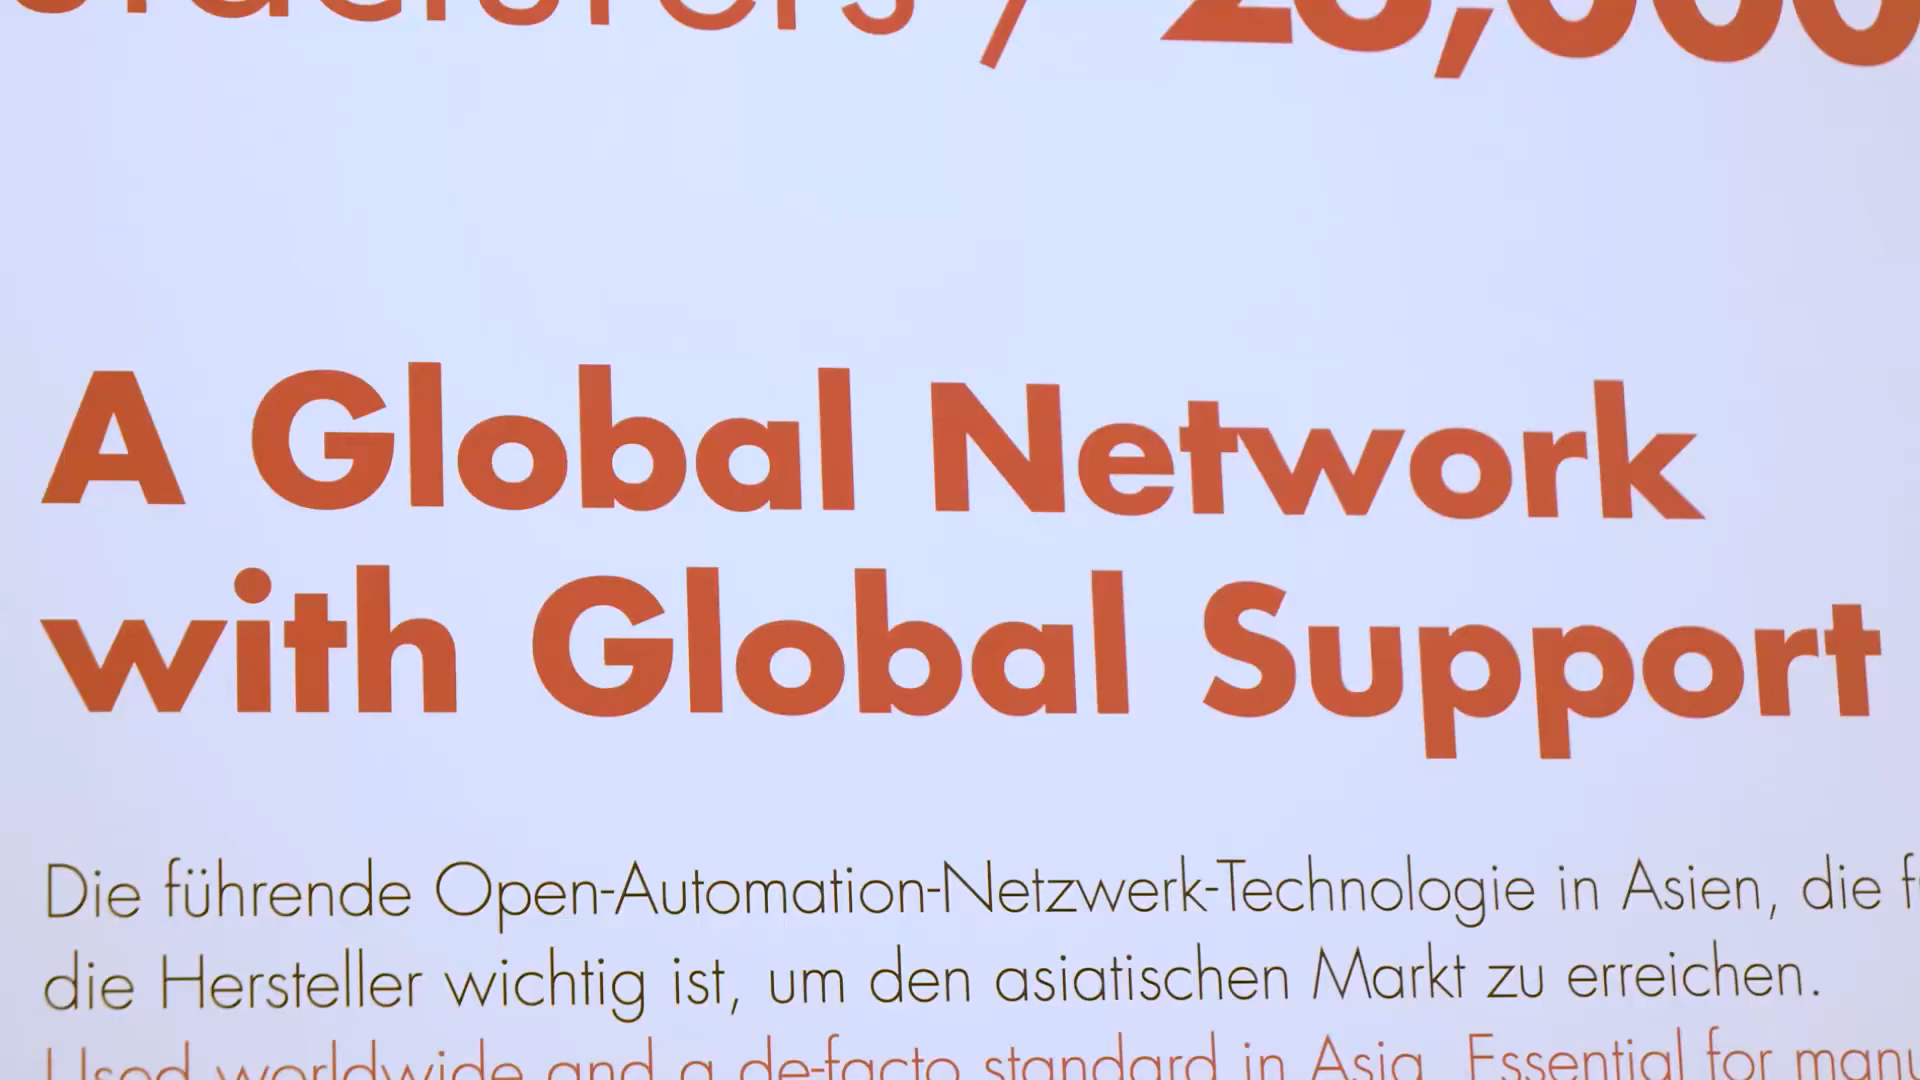 A Global Network
with Global Support
Die führende Open-Automation-Netzwerk-Technologie in Asien, die
die Hersteller wichtig ist, um den asiatischen Markt zu erreichen.
Used worldwide and a de-facto standard in Asia. Essential for